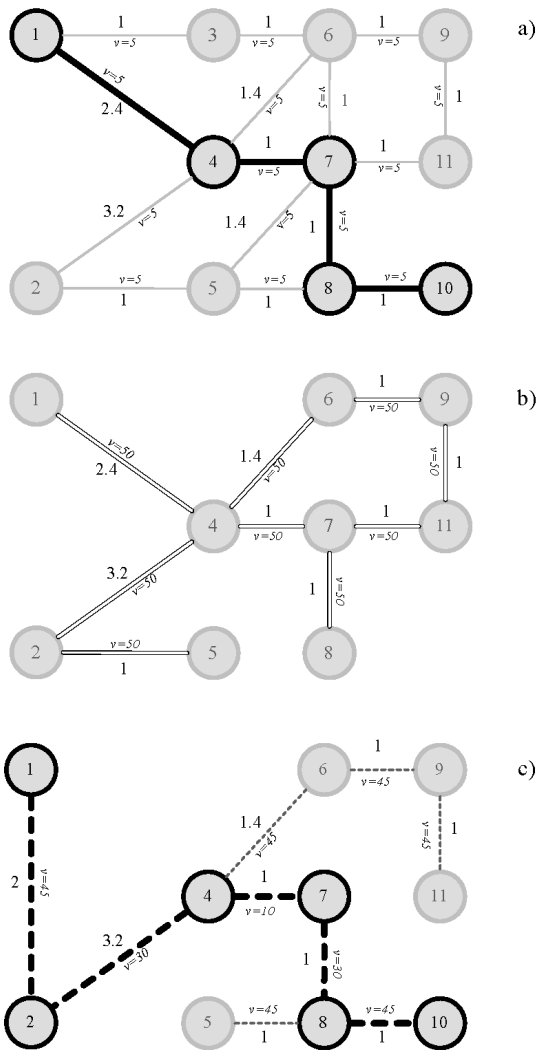 a)
1 1 3 1 6 1 9
v=5 v=5 v=5
v=5 2.4 1.4 v=5 v=5 1 v=5 1
4 1 7 1 11
v=5 v=5
3.2 v=5 1.4 v=5 1 v=5
2 v=5 5 v=5 8 v=5 10
1 1 1
b)
1 6 1 9
v=50
v=50 2.4 1.4 v=50 v=50 1
4 1 7 1 11
v=50 v=50
3.2 v=50 1 v=50
2 v=50 5 8
1
c)
1 6 1 9
v=45
2 v=45 1.4 v=45 v=45 1
4 1 7 11
v=10
3.2 v=30 1 v=30
2 5 v=45 8 v=45 10
1 1